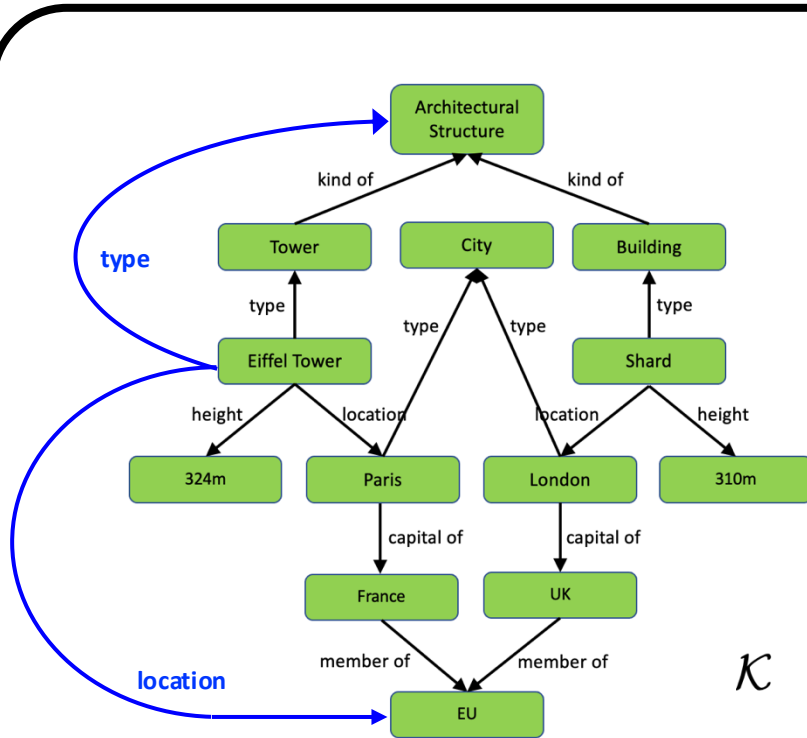 Architectural
Structure
kind of
kind of
Tower
City
Building
type
type
type
type
type
Eiffel Tower
Shard
height
location
location
height
324m
Paris
London
310m
capital of
capital of
France
UK
member of
member of
K
location
EU